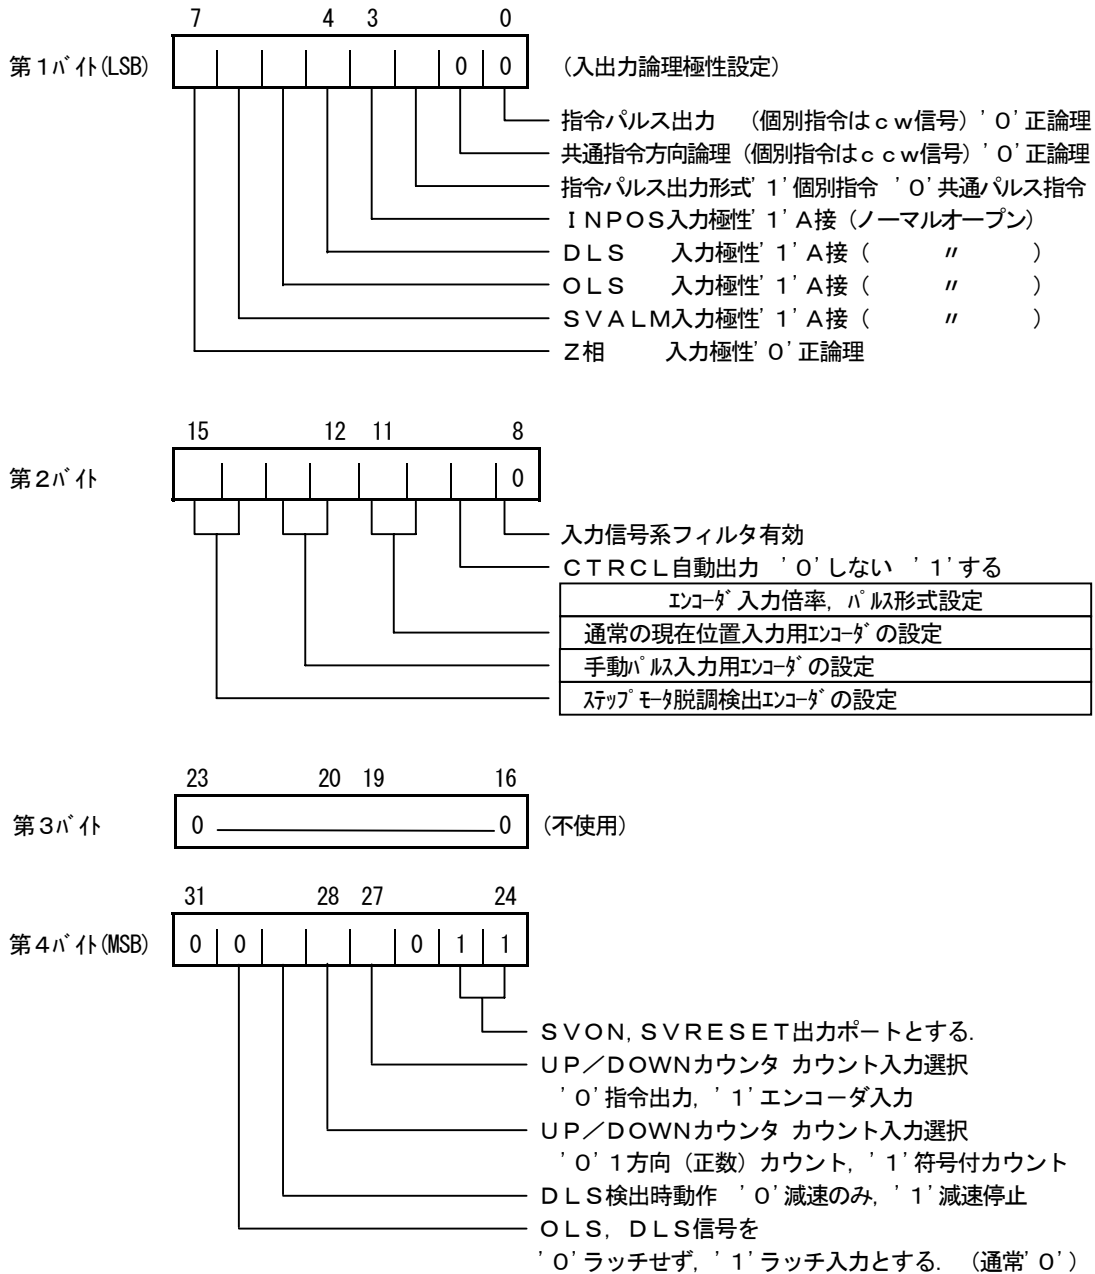 7 4 3 0
第1ﾊﾞｲﾄ(LSB) 0 0 (入出力論理極性設定)
指令パルス出力 (個別指令はcw信号)'0'正論理
共通指令方向論理(個別指令はccw信号)'0'正論理
指令パルス出力形式'1'個別指令 '0'共通パルス指令
INPOS入力極性'1'A接(ノーマルオープン)
DLS 入力極性'1'A接( 〃 )
OLS 入力極性'1'A接( 〃 )
SVALM入力極性'1'A接( 〃 )
Z相 入力極性'0'正論理
15 12 11 8
第2ﾊﾞｲﾄ 0
入力信号系フィルタ有効
CTRCL自動出力 '0'しない '1'する
ｴﾝｺｰﾀﾞ入力倍率, ﾊﾟﾙｽ形式設定
通常の現在位置入力用ｴﾝｺｰﾀﾞの設定
手動ﾊﾟﾙｽ入力用ｴﾝｺｰﾀﾞの設定
ｽﾃｯﾌﾟﾓｰﾀ脱調検出ｴﾝｺｰﾀﾞの設定
23 20 19 16
第3ﾊﾞｲﾄ 0 0 (不使用)
31 28 27 24
第4ﾊﾞｲﾄ(MSB) 0 0 0 1 1
SVON,SVRESET出力ポートとする.
UP／DOWNカウンタ カウント入力選択
'0'指令出力, '1'エンコーダ入力
UP／DOWNカウンタ カウント入力選択
'0'1方向(正数)カウント, '1'符号付カウント
DLS検出時動作 '0'減速のみ, '1'減速停止
OLS, DLS信号を
'0'ラッチせず, '1'ラッチ入力とする. (通常'0')